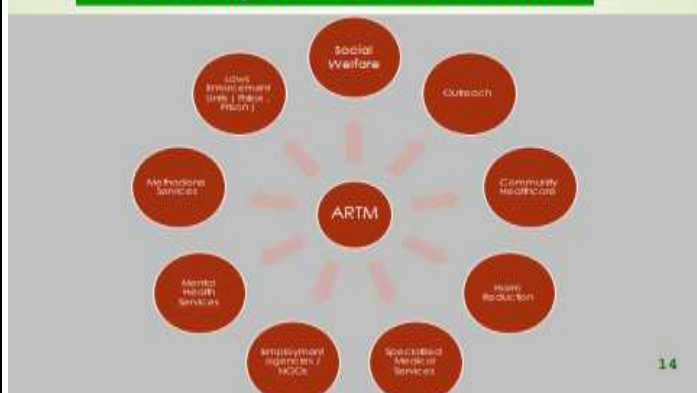 Social
Welfare
Outreach
Community
Healthcare
Harm
Reduction
Specialised
Medical
Services
Employment
agencies /
NGOs
Mental
Health
Services
Methadone
Services
Laws
Enforcement
Units ( Police ,
Prison )
ARTM
14